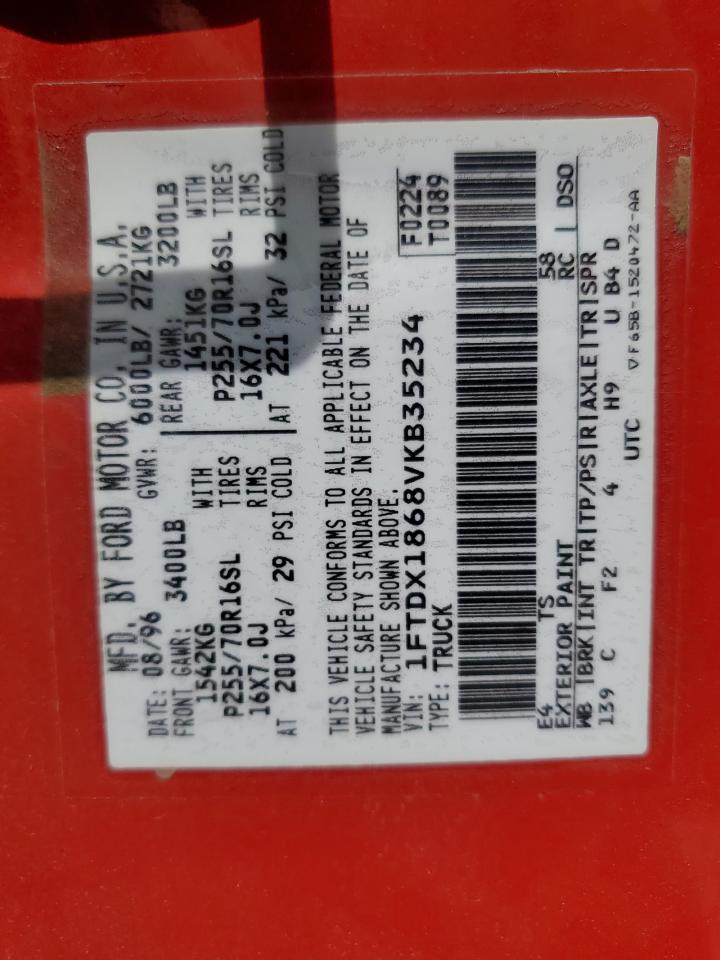 MFD. BY FORD MOTOR CO. IN U.S.A.
DATE: 08/96 GVWR: 6000LB/ 2721KG
FRONT GAWR: 3400LB REAR GAWR: 3200LB
1542KG WITH 1451KG WITH
P255/70R16SL TIRES P255/70R16SL TIRES
16X7.0J RIMS 16X7.0J RIMS
AT 200 kPa/ 29 PSI COLD AT 221 kPa/ 32 PSI COLD
THIS VEHICLE CONFORMS TO ALL APPLICABLE FEDERAL MOTOR
VEHICLE SAFETY STANDARDS IN EFFECT ON THE DATE OF
MANUFACTURE SHOWN ABOVE.
VIN: 1FTDX1868VKB35234 F0224
TYPE: TRUCK T0089
E4 TS 58
EXTERIOR PAINT RC DSO
WB |BRK|INT TR|TP/PS|R|AXLE|TR|SPR
139 C F2 4 H9 U B4 D
UTC VF65B-1520472-AA